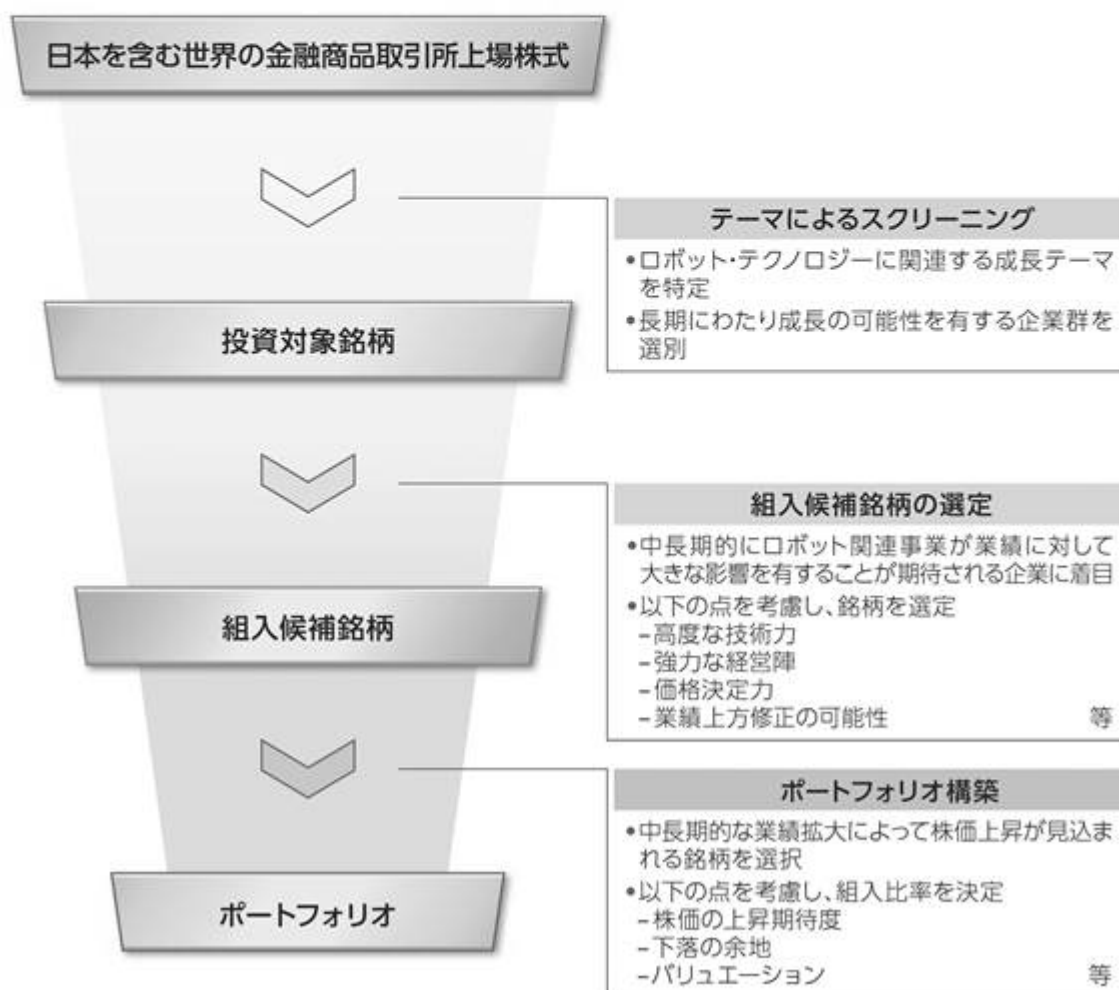 日本を含む世界の金融商品取引所上場株式
テーマによるスクリーニング
•ロボット・テクノロジーに関連する成長テーマ
を特定
•長期にわたり成長の可能性を有する企業群を
選別
投資対象銘柄
組入候補銘柄の選定
•中長期的にロボット関連事業が業績に対して
大きな影響を有することが期待される企業に着目
•以下の点を考慮し、銘柄を選定
－高度な技術力
－強力な経営陣
－価格決定力
－業績上方修正の可能性 等
組入候補銘柄
ポートフォリオ構築
•中長期的な業績拡大によって株価上昇が見込ま
れる銘柄を選択
•以下の点を考慮し、組入比率を決定
－株価の上昇期待度
－下落の余地
－バリュエーション 等
ポートフォリオ